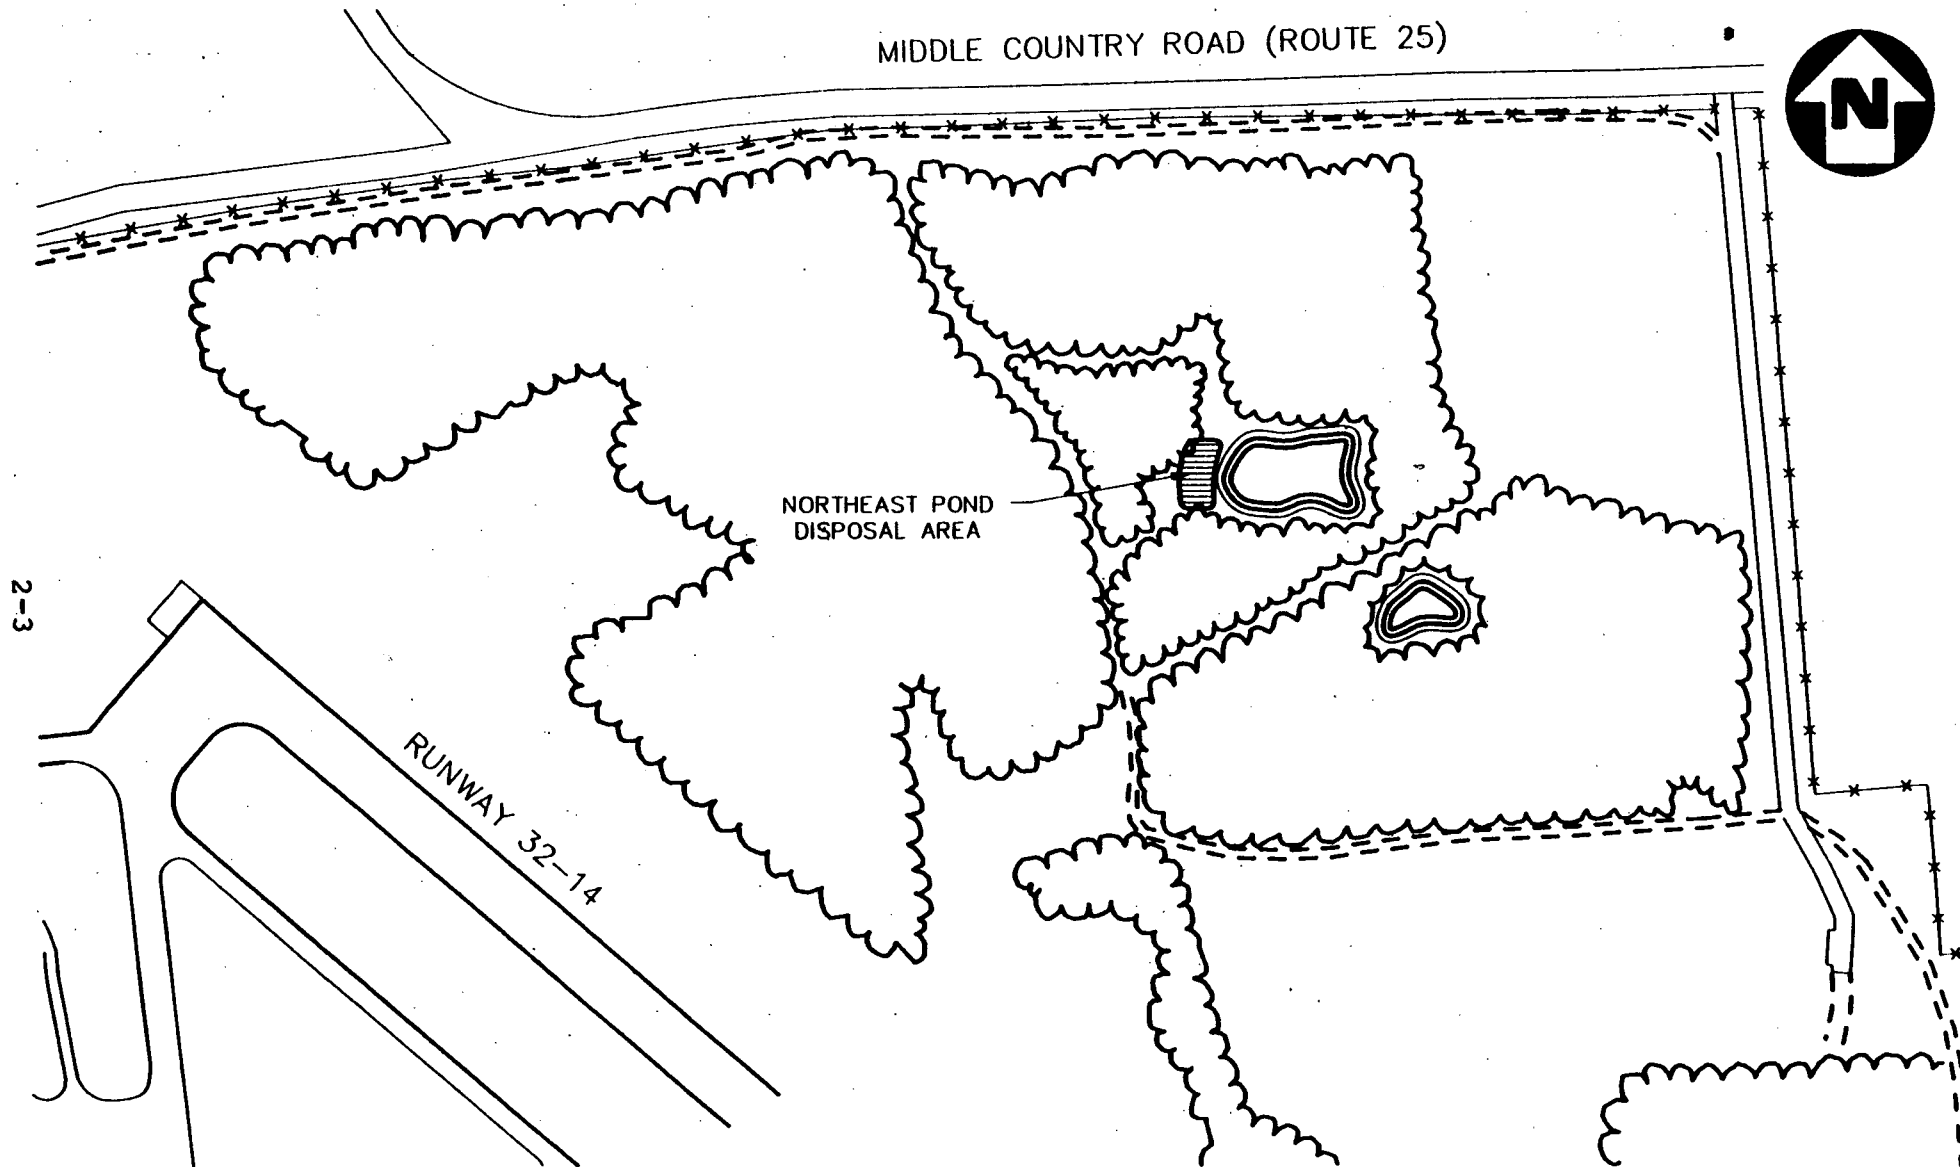 MIDDLE COUNTRY ROAD (ROUTE 25)
N
NORTHEAST POND
DISPOSAL AREA
2-3
RUNWAY 32-14